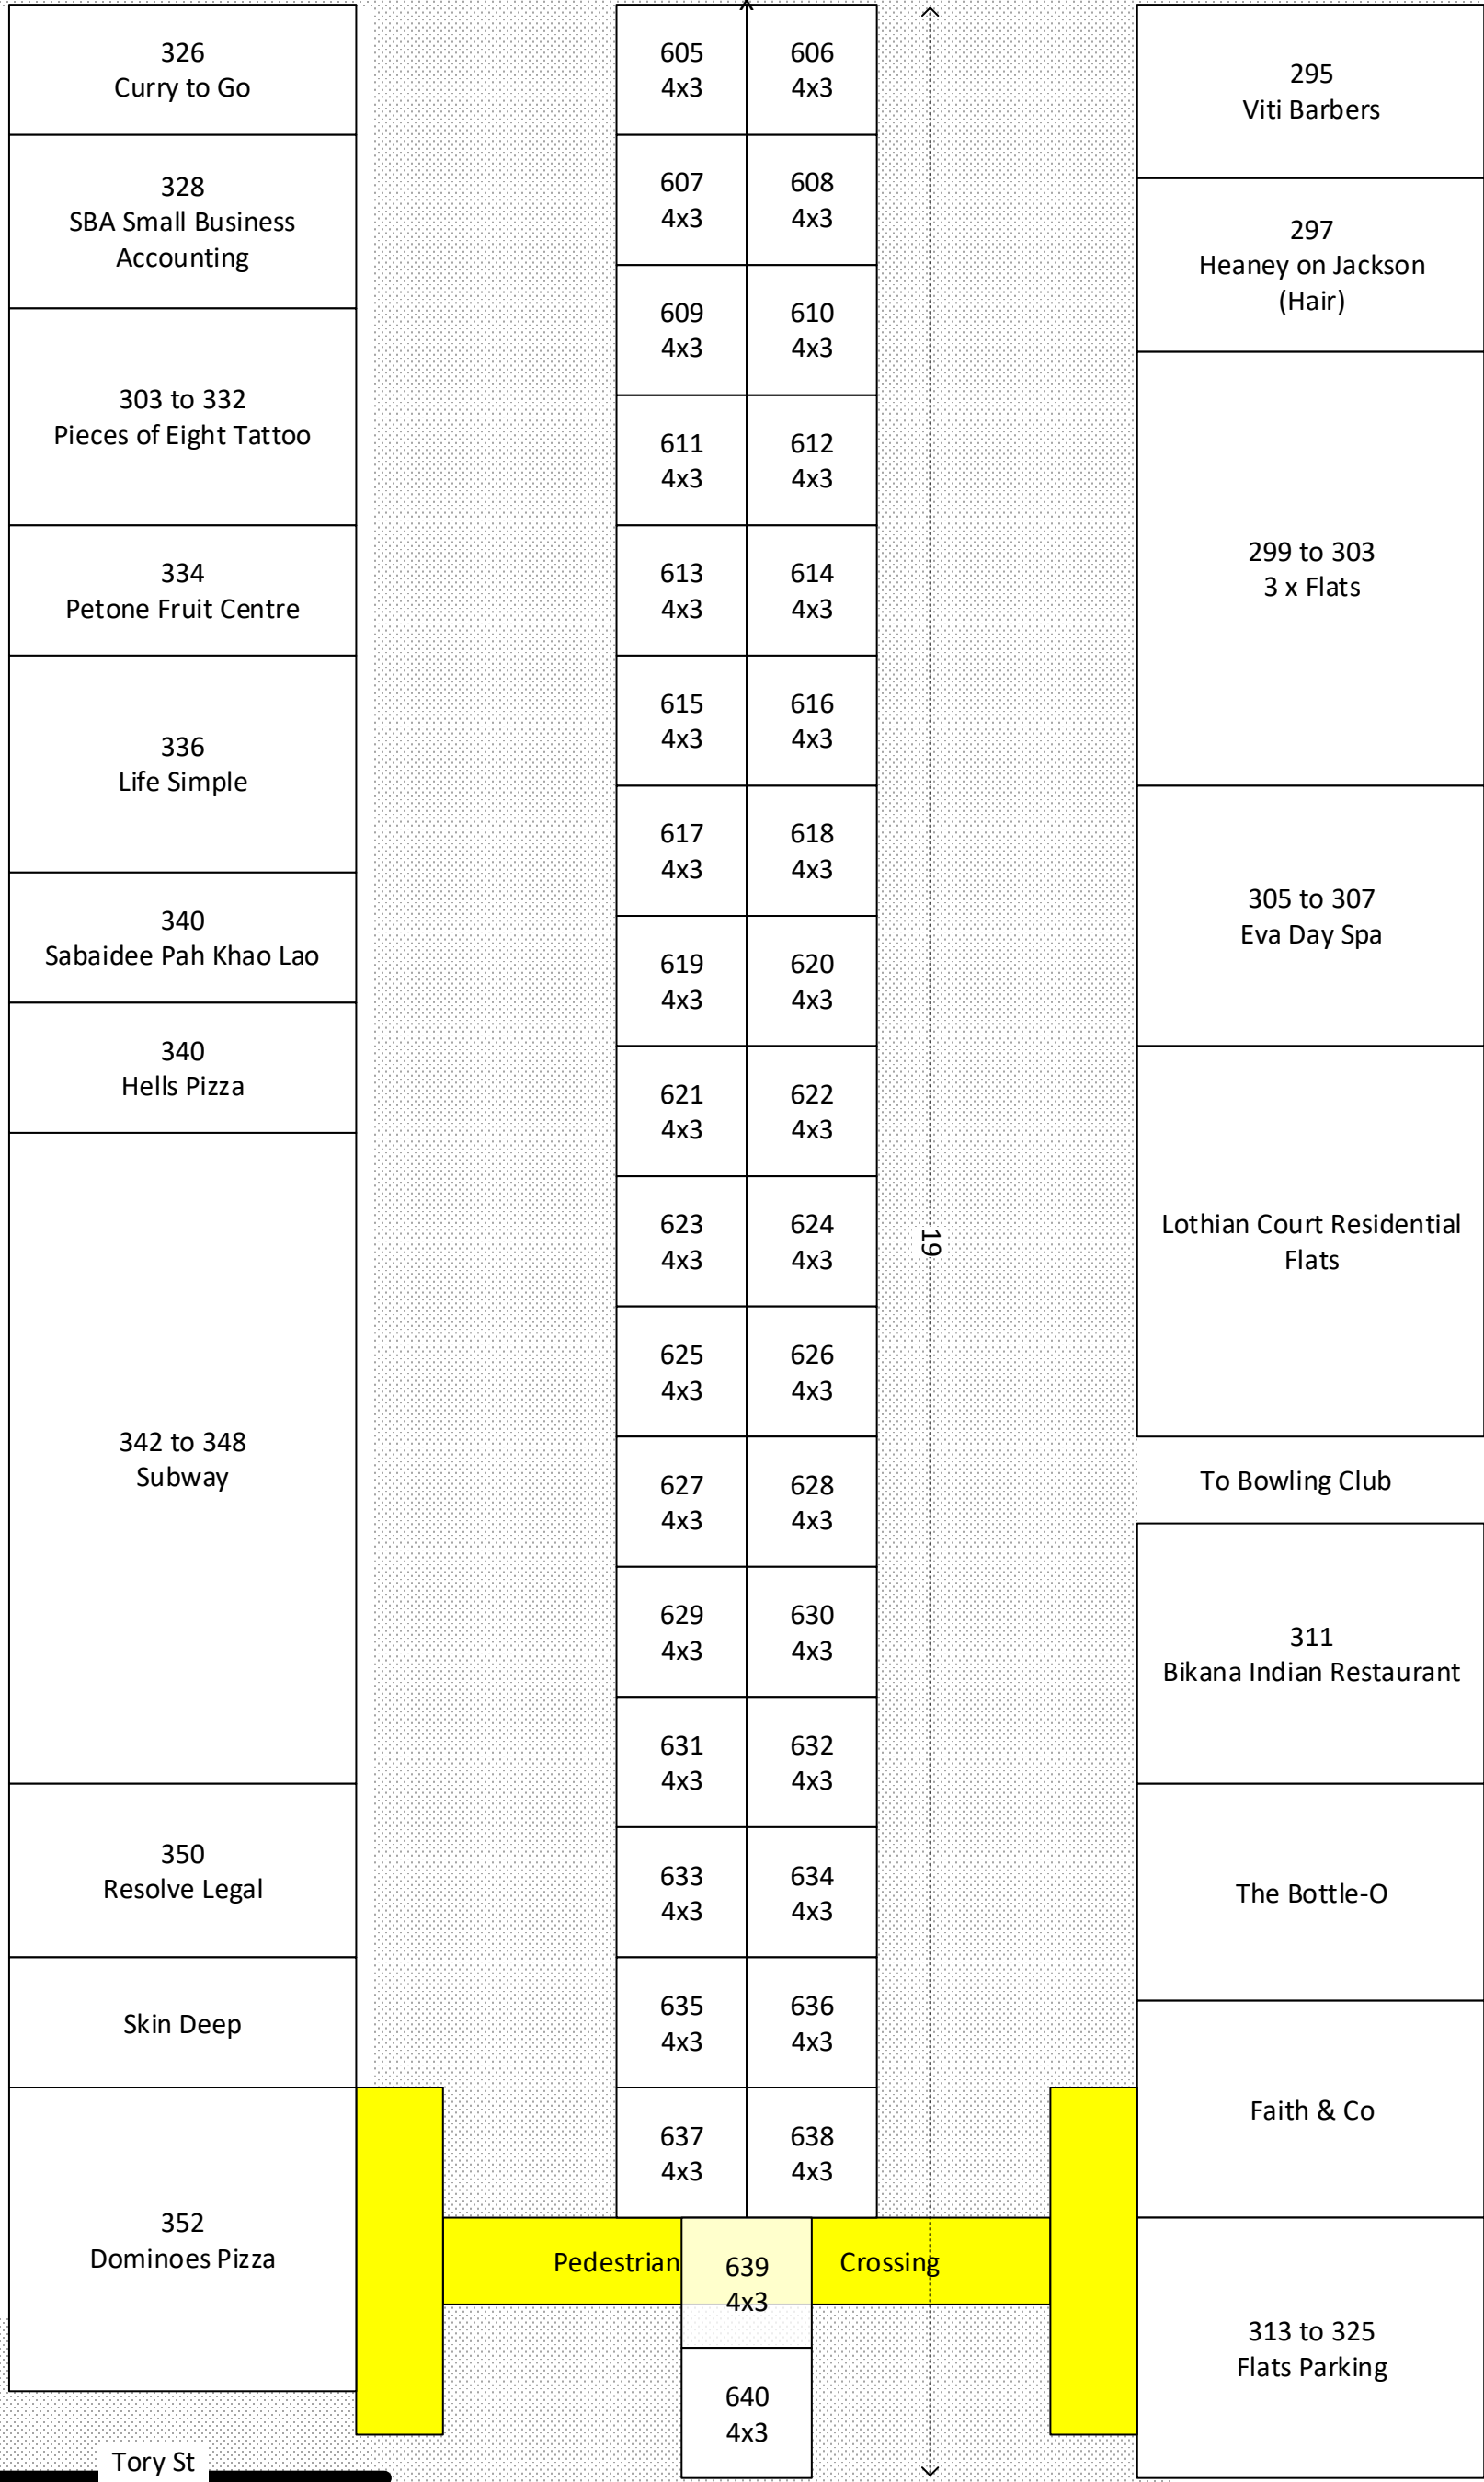 326
Curry to Go
328
SBA Small Business
Accounting
303 to 332
Pieces of Eight Tattoo
334
Petone Fruit Centre
336
Life Simple
340
Sabaidee Pah Khao Lao
340
Hells Pizza
342 to 348
Subway
350
Resolve Legal
Skin Deep
352
Dominoes Pizza
Tory St
605
4x3
606
4x3
607
4x3
608
4x3
609
4x3
610
4x3
611
4x3
612
4x3
613
4x3
614
4x3
615
4x3
616
4x3
617
4x3
618
4x3
619
4x3
620
4x3
621
4x3
622
4x3
623
4x3
624
4x3
625
4x3
626
4x3
627
4x3
628
4x3
629
4x3
630
4x3
631
4x3
632
4x3
633
4x3
634
4x3
635
4x3
636
4x3
637
4x3
638
4x3
Pedestrian Crossing
639
4x3
640
4x3
19
295
Viti Barbers
297
Heaney on Jackson
(Hair)
299 to 303
3 x Flats
305 to 307
Eva Day Spa
Lothian Court Residential
Flats
To Bowling Club
311
Bikana Indian Restaurant
The Bottle-O
Faith & Co
313 to 325
Flats Parking